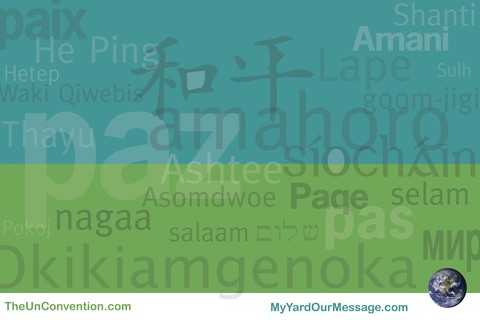 paix
Shanti
Amani
He Ping
和平
Lape
Hetep
Sulh
Waki Qiwebis
goom-jigi
amahoro
Thayu
paz
síocháin
Ashtee
Asomdwoe
Paqe
selam
nagaa
pas
Pokoj
salaam
שלום
мир
Okikiamgenoka
TheUnConvention.com
MyYardOurMessage.com